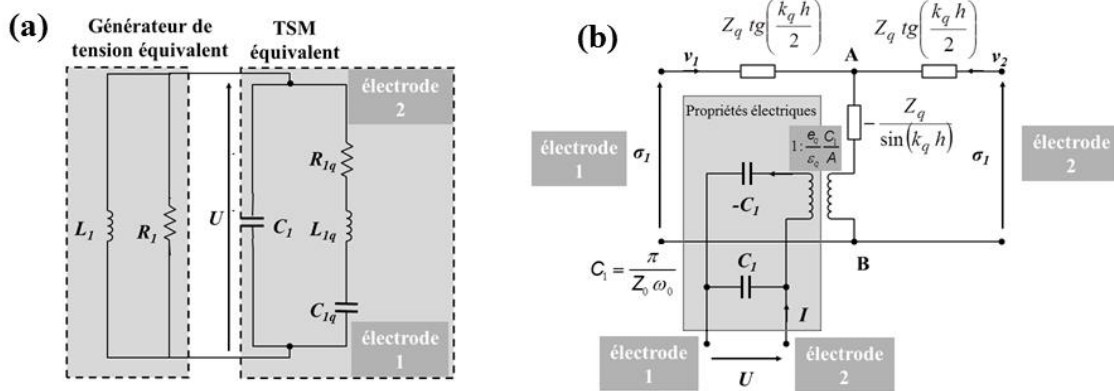 (a)
Générateur de
tension équivalent
TSM
équivalent
électrode
2
R1q
L1
R1
U
C1
L1q
C1q
électrode
1
(b)
Zq tg(kq h / 2)
Zq tg(kq h / 2)
v1
A
v2
Propriétés électriques
- Zq / sin(kq h)
électrode
1
σ1
1: eq/εq C1/A
σ1
électrode
2
-C1
C1 = π / Z0 ω0
C1
B
I
électrode
1
U
électrode
2